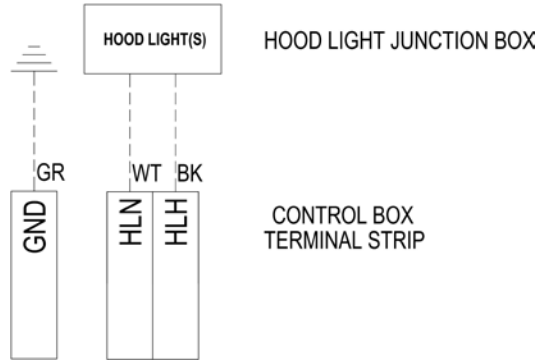 HOOD LIGHT(S)
HOOD LIGHT JUNCTION BOX
GR
WT
BK
GND
HLN
HLH
CONTROL BOX
TERMINAL STRIP